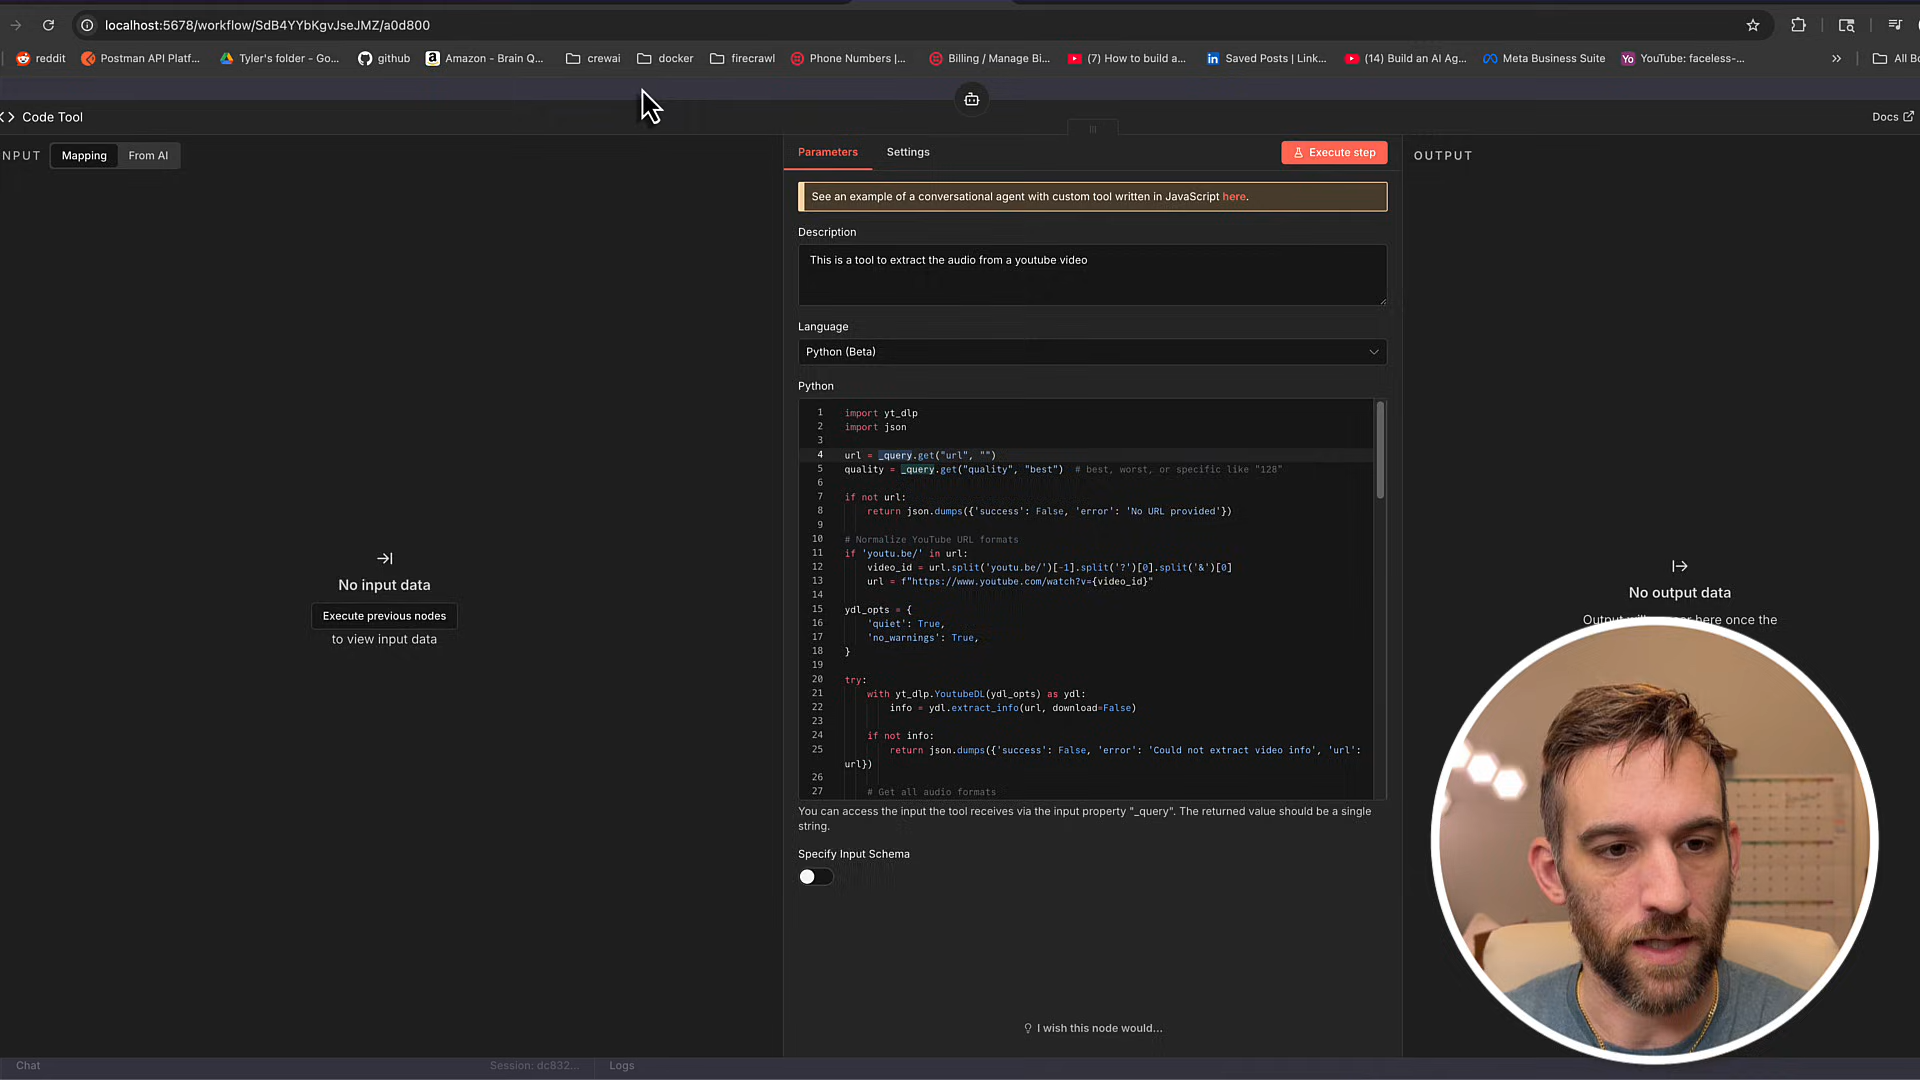 localhost:5678/workflow/SdB4YYbKgvJseJMZ/a0d800
reddit
Postman API Platf...
Tyler's folder - Go...
github
Amazon - Brain Q...
crewai
docker
firecrawl
Phone Numbers |...
Billing / Manage Bi...
(7) How to build a...
Saved Posts | Link...
(14) Build an AI Ag...
Meta Business Suite
YouTube: faceless-...
»
All Bo
Code Tool
Docs
NPUT
Mapping
From AI
Parameters
Settings
Execute step
OUTPUT
See an example of a conversational agent with custom tool written in JavaScript here.
Description
This is a tool to extract the audio from a youtube video
Language
Python (Beta)
Python
1 import yt_dlp
2 import json
3
4 url = _query.get("url", "")
5 quality = _query.get("quality", "best")  # best, worst, or specific like "128"
6
7 if not url:
8     return json.dumps({'success': False, 'error': 'No URL provided'})
9
10 # Normalize YouTube URL formats
11 if 'youtu.be/' in url:
12     video_id = url.split('youtu.be/')[-1].split('?')[0].split('&')[0]
13     url = f"https://www.youtube.com/watch?v={video_id}"
14
15 ydl_opts = {
16     'quiet': True,
17     'no_warnings': True,
18 }
19
20 try:
21     with yt_dlp.YoutubeDL(ydl_opts) as ydl:
22         info = ydl.extract_info(url, download=False)
23
24     if not info:
25         return json.dumps({'success': False, 'error': 'Could not extract video info', 'url':
url})
26
27     # Get all audio formats
You can access the input the tool receives via the input property "_query". The returned value should be a single
string.
Specify Input Schema
I wish this node would...
No input data
Execute previous nodes
to view input data
No output data
here once the
Chat
Session: dc832...
Logs